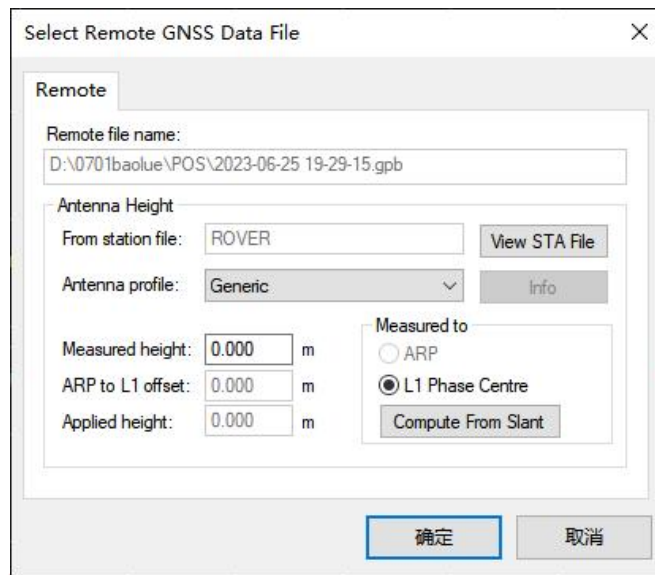 Select Remote GNSS Data File
Remote
Remote file name:
D:\0701baolue\POS\2023-06-25 19-29-15.gpb
Antenna Height
From station file: ROVER View STA File
Antenna profile: Generic Info
Measured to
Measured height: 0.000 m ARP
ARP to L1 offset: 0.000 m L1 Phase Centre
Applied height: 0.000 m Compute From Slant
确定 取消